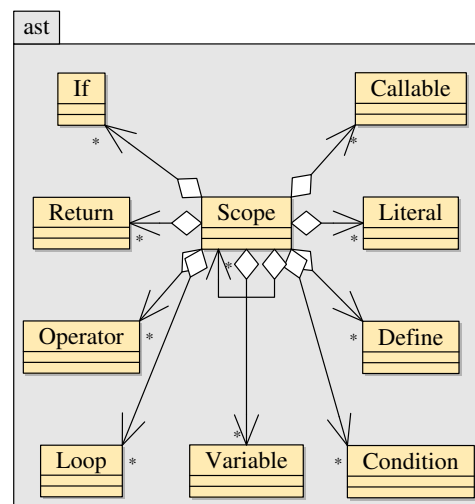 ast
If
Callable
*
*
Return
Scope
Literal
*
*
*
Operator
Define
*
*
Loop
Variable
Condition
*
*
*